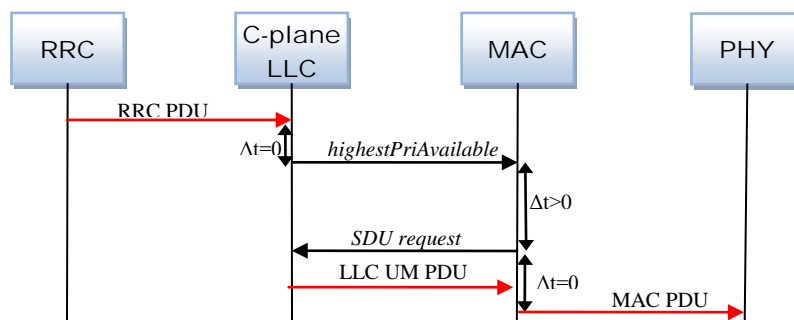 RRC
C-plane
LLC
MAC
PHY
RRC PDU
Δt=0
highestPriAvailable
Δt>0
SDU request
LLC UM PDU
Δt=0
MAC PDU